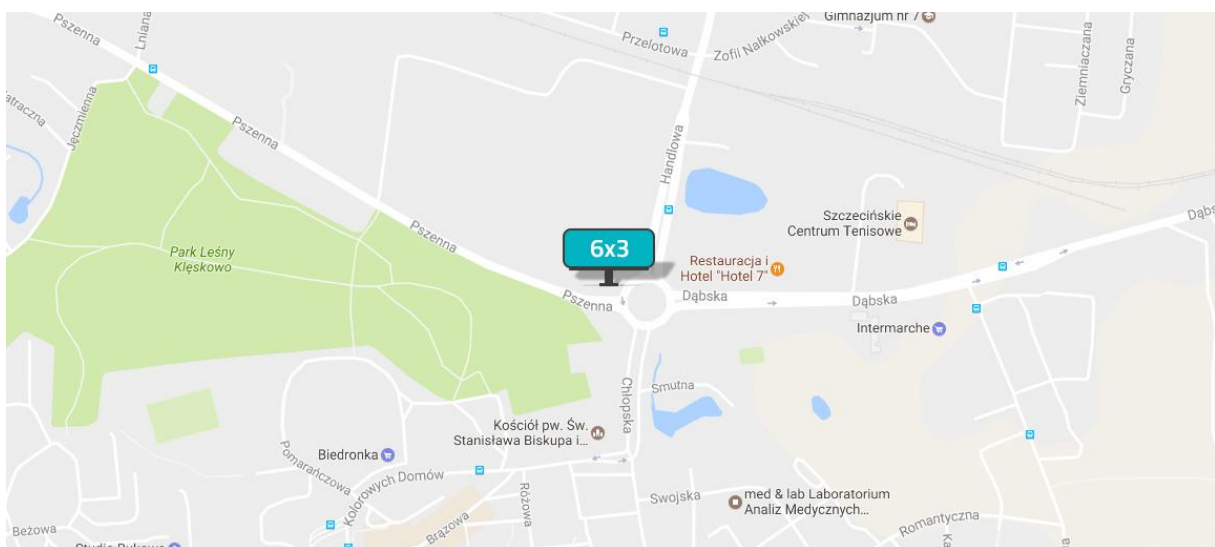 Pszenna
Lniana
Gimnazjum nr 7
Przelotowa
Zofii Nałkowskiej
Ziemniaczana
Gryczana
Jęczmienna
Pszenna
Handlowa
Szczecińskie
Centrum Tenisowe
Park Leśny
Klęskowo
Pszenna
6x3
Restauracja i
Hotel "Hotel 7"
Pszenna
Dąbska
Dąbska
Intermarche
Chłopska
Smutna
Kościół pw. Św.
Stanisława Biskupa i...
Biedronka
Pomarańczowa
Kolorowych Domów
Różowa
Swojska
med & lab Laboratorium
Analiz Medycznych...
Romantyczna
Beżowa
Brązowa